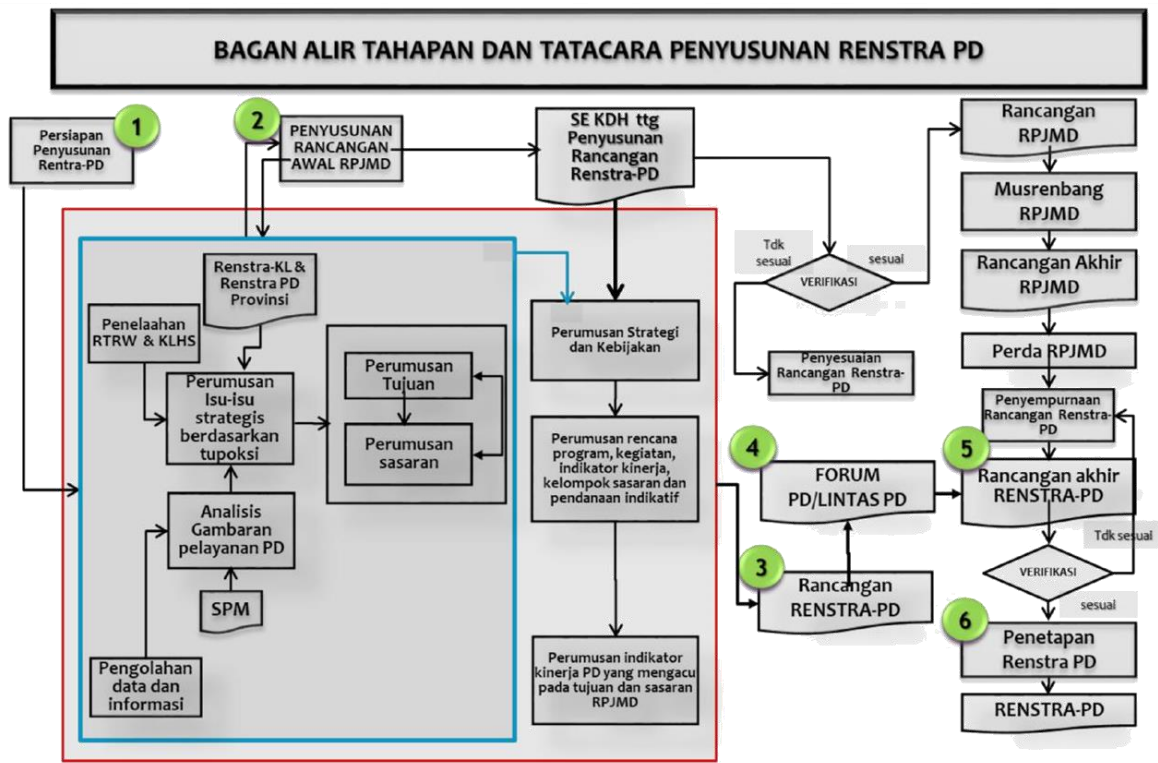 BAGAN ALIR TAHAPAN DAN TATACARA PENYUSUNAN RENSTRA PD
1
Persiapan
Penyusunan
Rentra-PD
2
PENYUSUNAN
RANCANGAN
AWAL RPJMD
SE KDH ttg
Penyusunan
Rancangan
Renstra-PD
Rancangan
RPJMD
Musrenbang
RPJMD
Rancangan Akhir
RPJMD
Perda RPJMD
Penyempurnaan
Rancangan Renstra-
PD
Tdk
sesuai
sesuai
VERIFIKASI
Penyesuaian
Rancangan Renstra-
PD
Renstra-KL &
Renstra PD
Provinsi
Penelaahan
RTRW & KLHS
Perumusan
Isu-isu
strategis
berdasarkan
tupoksi
Perumusan
Tujuan
Perumusan
sasaran
Analisis
Gambaran
pelayanan PD
SPM
Pengolahan
data dan
informasi
Perumusan Strategi
dan Kebijakan
Perumusan rencana
program, kegiatan,
indikator kinerja,
kelompok sasaran dan
pendanaan indikatif
Perumusan indikator
kinerja PD yang mengacu
pada tujuan dan sasaran
RPJMD
3
Rancangan
RENSTRA-PD
4
FORUM
PD/LINTAS PD
5
Rancangan akhir
RENSTRA-PD
Tdk sesuai
VERIFIKASI
sesuai
6
Penetapan
Renstra PD
RENSTRA-PD